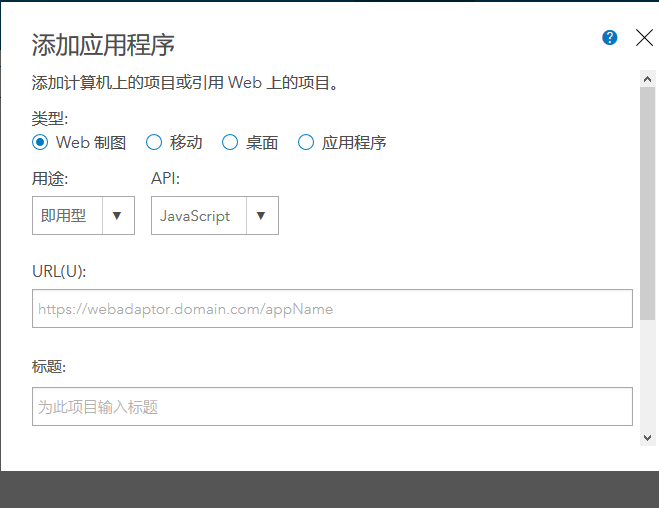 添加应用程序
添加计算机上的项目或引用 Web 上的项目。
类型:
Web 制图 移动 桌面 应用程序
用途: API:
即用型 JavaScript
URL(U):
https://webadaptor.domain.com/appName
标题:
为此项目输入标题